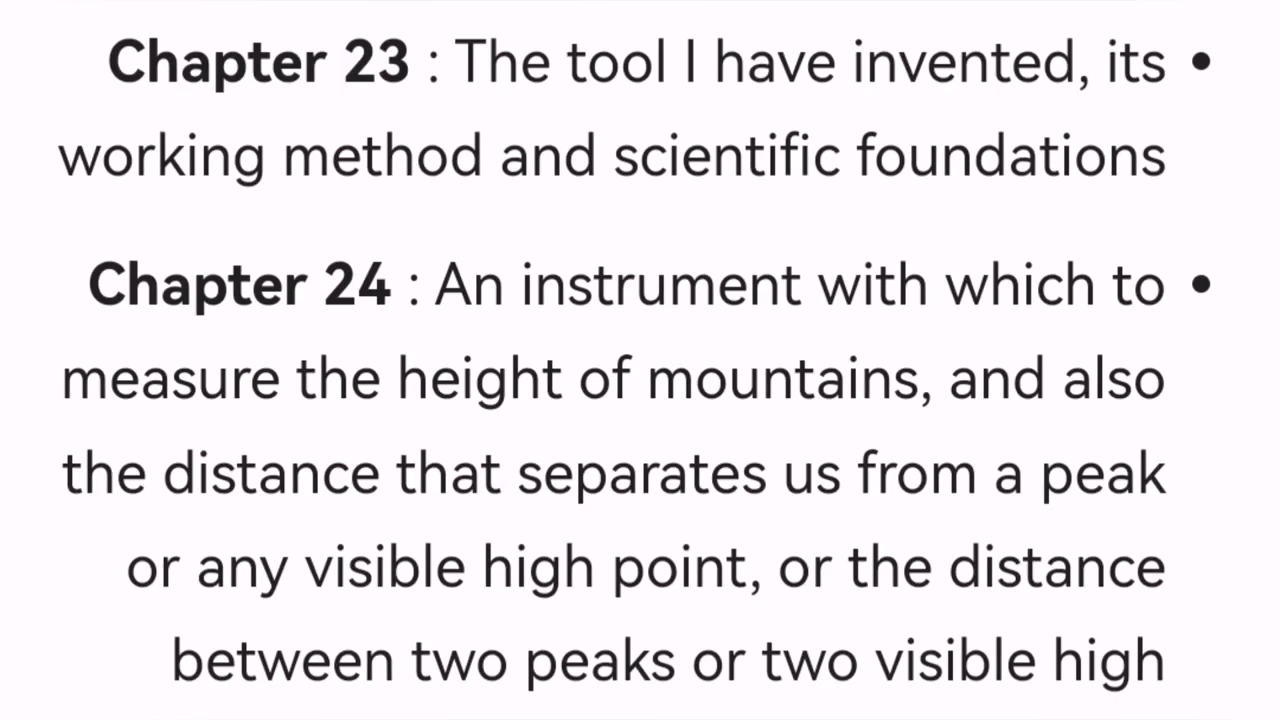 • Chapter 23 : The tool I have invented, its
working method and scientific foundations
• Chapter 24 : An instrument with which to
measure the height of mountains, and also
the distance that separates us from a peak
or any visible high point, or the distance
between two peaks or two visible high